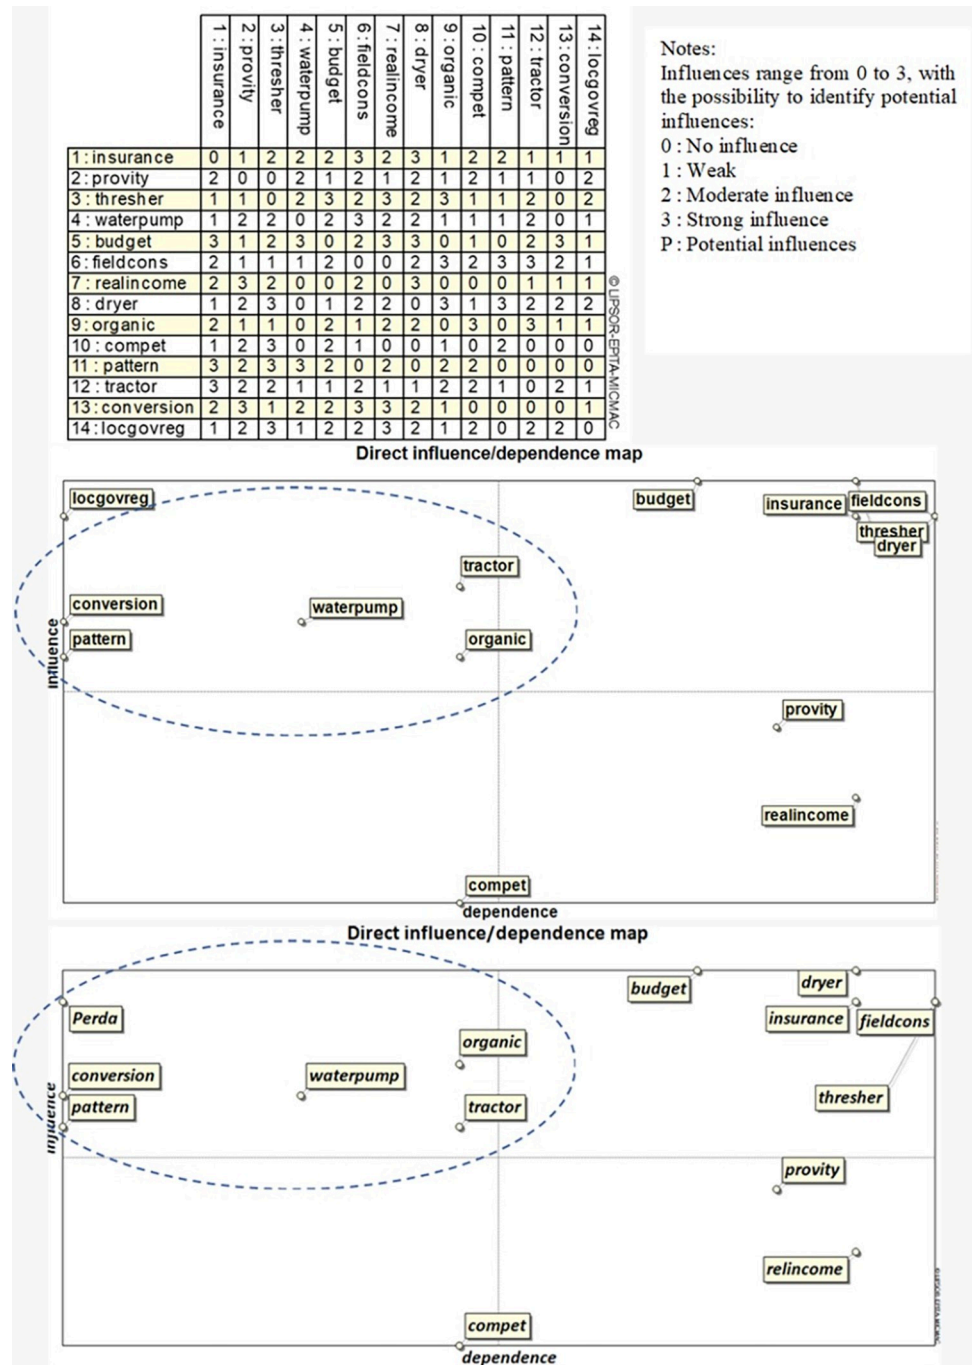 1 : insurance
2 : provity
3 : thresher
4 : waterpump
5 : budget
6 : fieldcons
7 : realincome
8 : dryer
9 : organic
10 : compet
11 : pattern
12 : tractor
13 : conversion
14 : locgovreg
1 : insurance 0 1 2 2 2 3 2 3 1 2 2 1 1 1
2 : provity 2 0 0 2 1 2 1 2 1 2 1 1 0 2
3 : thresher 1 1 0 2 3 2 3 2 3 1 1 2 0 2
4 : waterpump 1 2 2 0 2 3 2 2 1 1 1 2 0 1
5 : budget 3 1 2 3 0 2 3 3 0 1 0 2 3 1
6 : fieldcons 2 1 1 1 2 0 0 2 3 2 3 3 2 1
7 : realincome 2 3 2 0 0 2 0 3 0 0 0 1 1 1
8 : dryer 1 2 3 0 1 2 2 0 3 1 3 2 2 2
9 : organic 2 1 1 0 2 1 2 2 0 3 0 3 1 1
10 : compet 1 2 3 0 2 1 0 0 1 0 2 0 0 0
11 : pattern 3 2 3 3 2 0 2 0 2 2 0 0 0 0
12 : tractor 3 2 2 1 1 2 1 1 2 2 1 0 2 1
13 : conversion 2 3 1 2 2 3 3 2 1 0 0 0 0 1
14 : locgovreg 1 2 3 1 2 2 3 2 1 2 0 2 2 0
© LIPSOR-EPITA-MICMAC
Notes:
Influences range from 0 to 3, with
the possibility to identify potential
influences:
0 : No influence
1 : Weak
2 : Moderate influence
3 : Strong influence
P : Potential influences
Direct influence/dependence map
locgovreg
budget
insurance
fieldcons
thresher
dryer
tractor
conversion
waterpump
pattern
organic
influence
provity
realincome
compet
dependence
Direct influence/dependence map
Perda
budget
dryer
insurance
fieldcons
organic
conversion
waterpump
pattern
tractor
thresher
influence
provity
relincome
compet
dependence